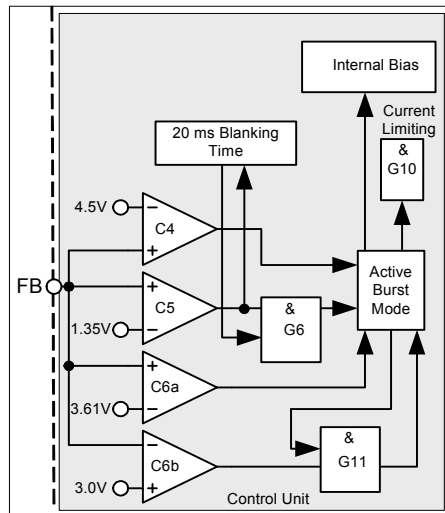 Internal Bias
Current
Limiting
&
G10
20 ms Blanking
Time
4.5V
−
C4
+
FB
+
C5
−
1.35V
&
G6
Active
Burst
Mode
+
C6a
−
3.61V
−
C6b
+
3.0V
&
G11
Control Unit